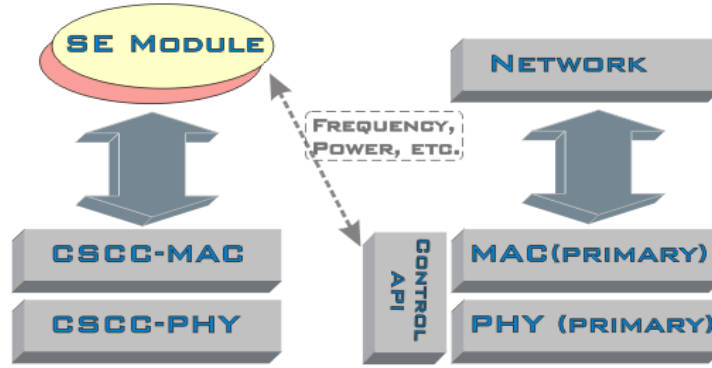 SE Module
Network
Frequency,
Power, etc.
CSCC-MAC
Control
API
MAC(primary)
CSCC-PHY
PHY (primary)